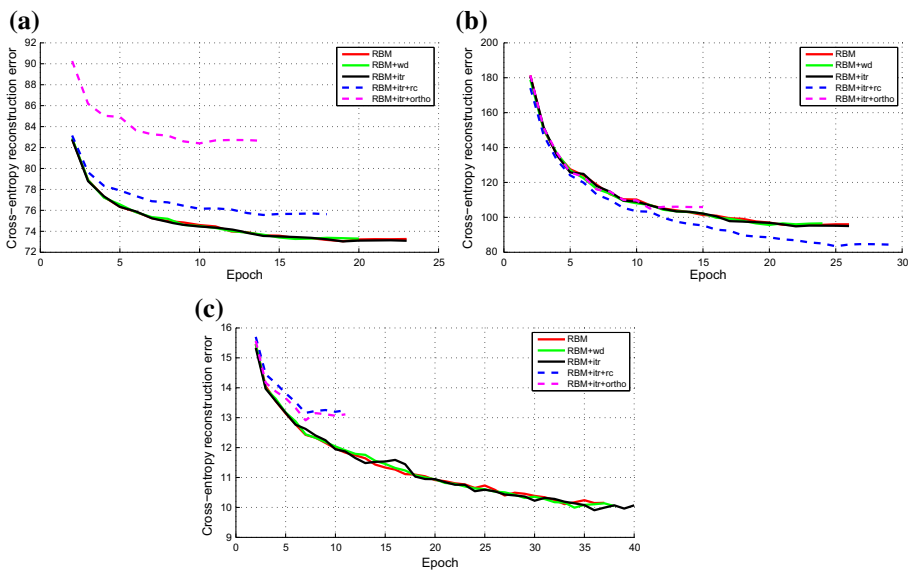 (a)
Cross−entropy reconstruction error
92
90
88
86
84
82
80
78
76
74
72
0
5
10
15
20
25
Epoch
RBM
RBM+wd
RBM+itr
RBM+itr+rc
RBM+itr+ortho
(b)
Cross−entropy reconstruction error
200
180
160
140
120
100
80
0
5
10
15
20
25
30
Epoch
RBM
RBM+wd
RBM+itr
RBM+itr+rc
RBM+itr+ortho
(c)
Cross−entropy reconstruction error
16
15
14
13
12
11
10
9
0
5
10
15
20
25
30
35
40
Epoch
RBM
RBM+wd
RBM+itr
RBM+itr+rc
RBM+itr+ortho